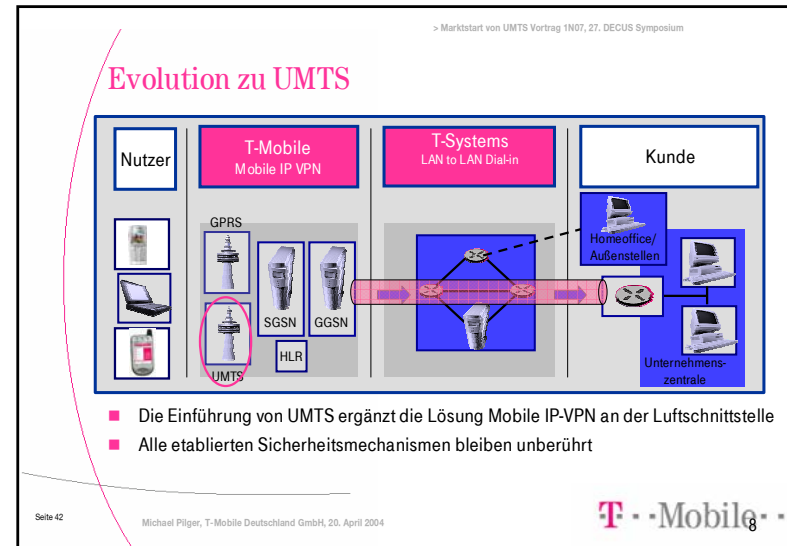 > Marktstart von UMTS Vortrag 1N07, 27. DECUS Symposium
Evolution zu UMTS
Nutzer
T-Mobile
Mobile IP VPN
T-Systems
LAN to LAN Dial-in
Kunde
GPRS
SGSN
GGSN
HLR
UMTS
Homeoffice/
Außenstellen
Unternehmens-
zentrale
Die Einführung von UMTS ergänzt die Lösung Mobile IP-VPN an der Luftschnittstelle
Alle etablierten Sicherheitsmechanismen bleiben unberührt
Seite 42
Michael Pilger, T-Mobile Deutschland GmbH, 20. April 2004
T··Mobile··
8